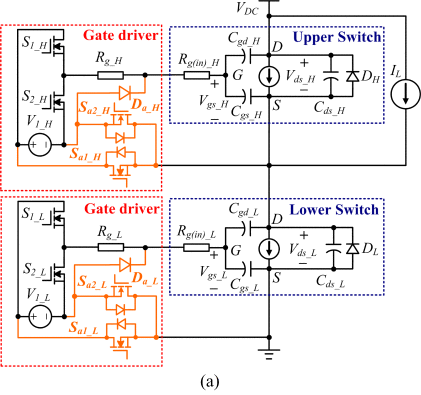 V_DC
Gate driver
Upper Switch
S_1_H
R_g_H
R_g(in)_H
C_gd_H
D
G
S
V_gs_H
C_gs_H
V_ds_H
C_ds_H
D_H
I_L
S_2_H
V_1_H
S_a2_H
D_a_H
S_a1_H
+
−
+
−
+
−
Gate driver
Lower Switch
S_1_L
R_g_L
R_g(in)_L
C_gd_L
D
G
S
V_gs_L
C_gs_L
V_ds_L
C_ds_L
D_L
S_2_L
V_1_L
S_a2_L
D_a_L
S_a1_L
+
−
+
−
+
−
(a)